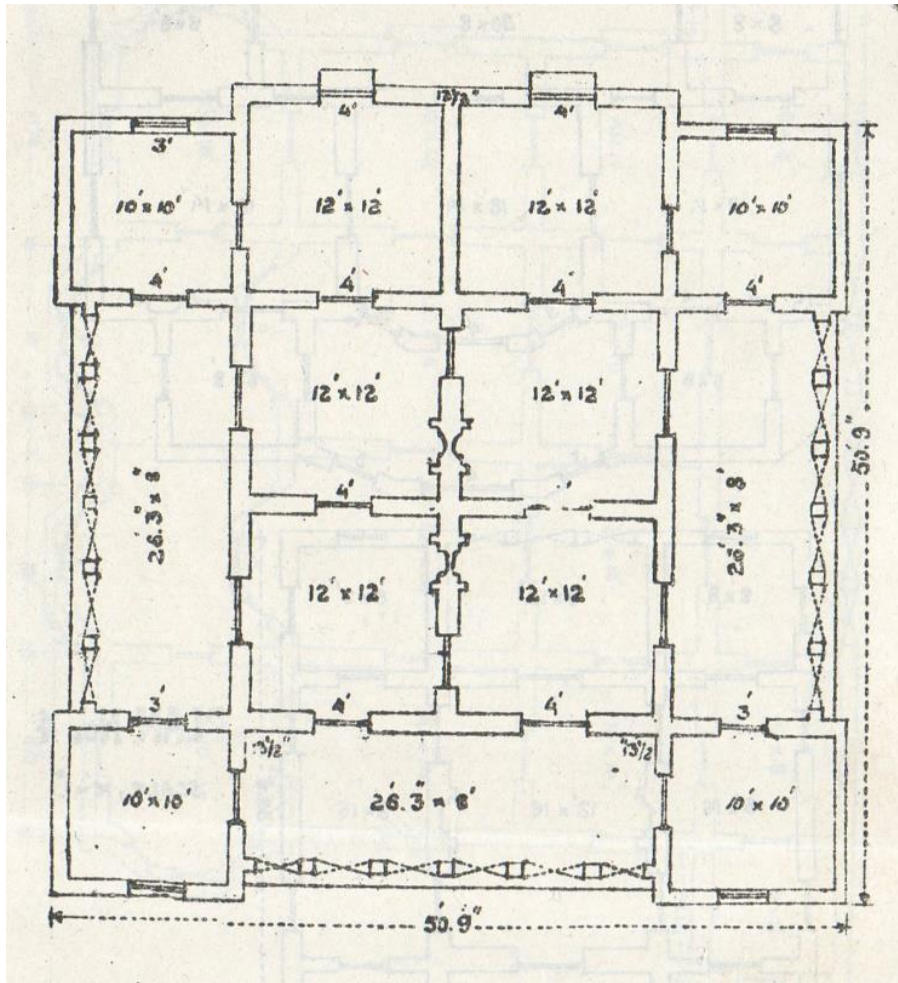 4' 13½" 4'
3'
10' x 10' 12' x 12' 12' x 12' 10' x 10'
4' 4' 4' 4'
12' x 12' 12' x 12'
50'.9"
26'.3" x 8' 26'.3" x 8'
4'
12' x 12' 12' x 12'
3' 4' 4' 3'
13½" 13½"
10' x 10' 26'.3" x 8' 10' x 10'
50'.9"